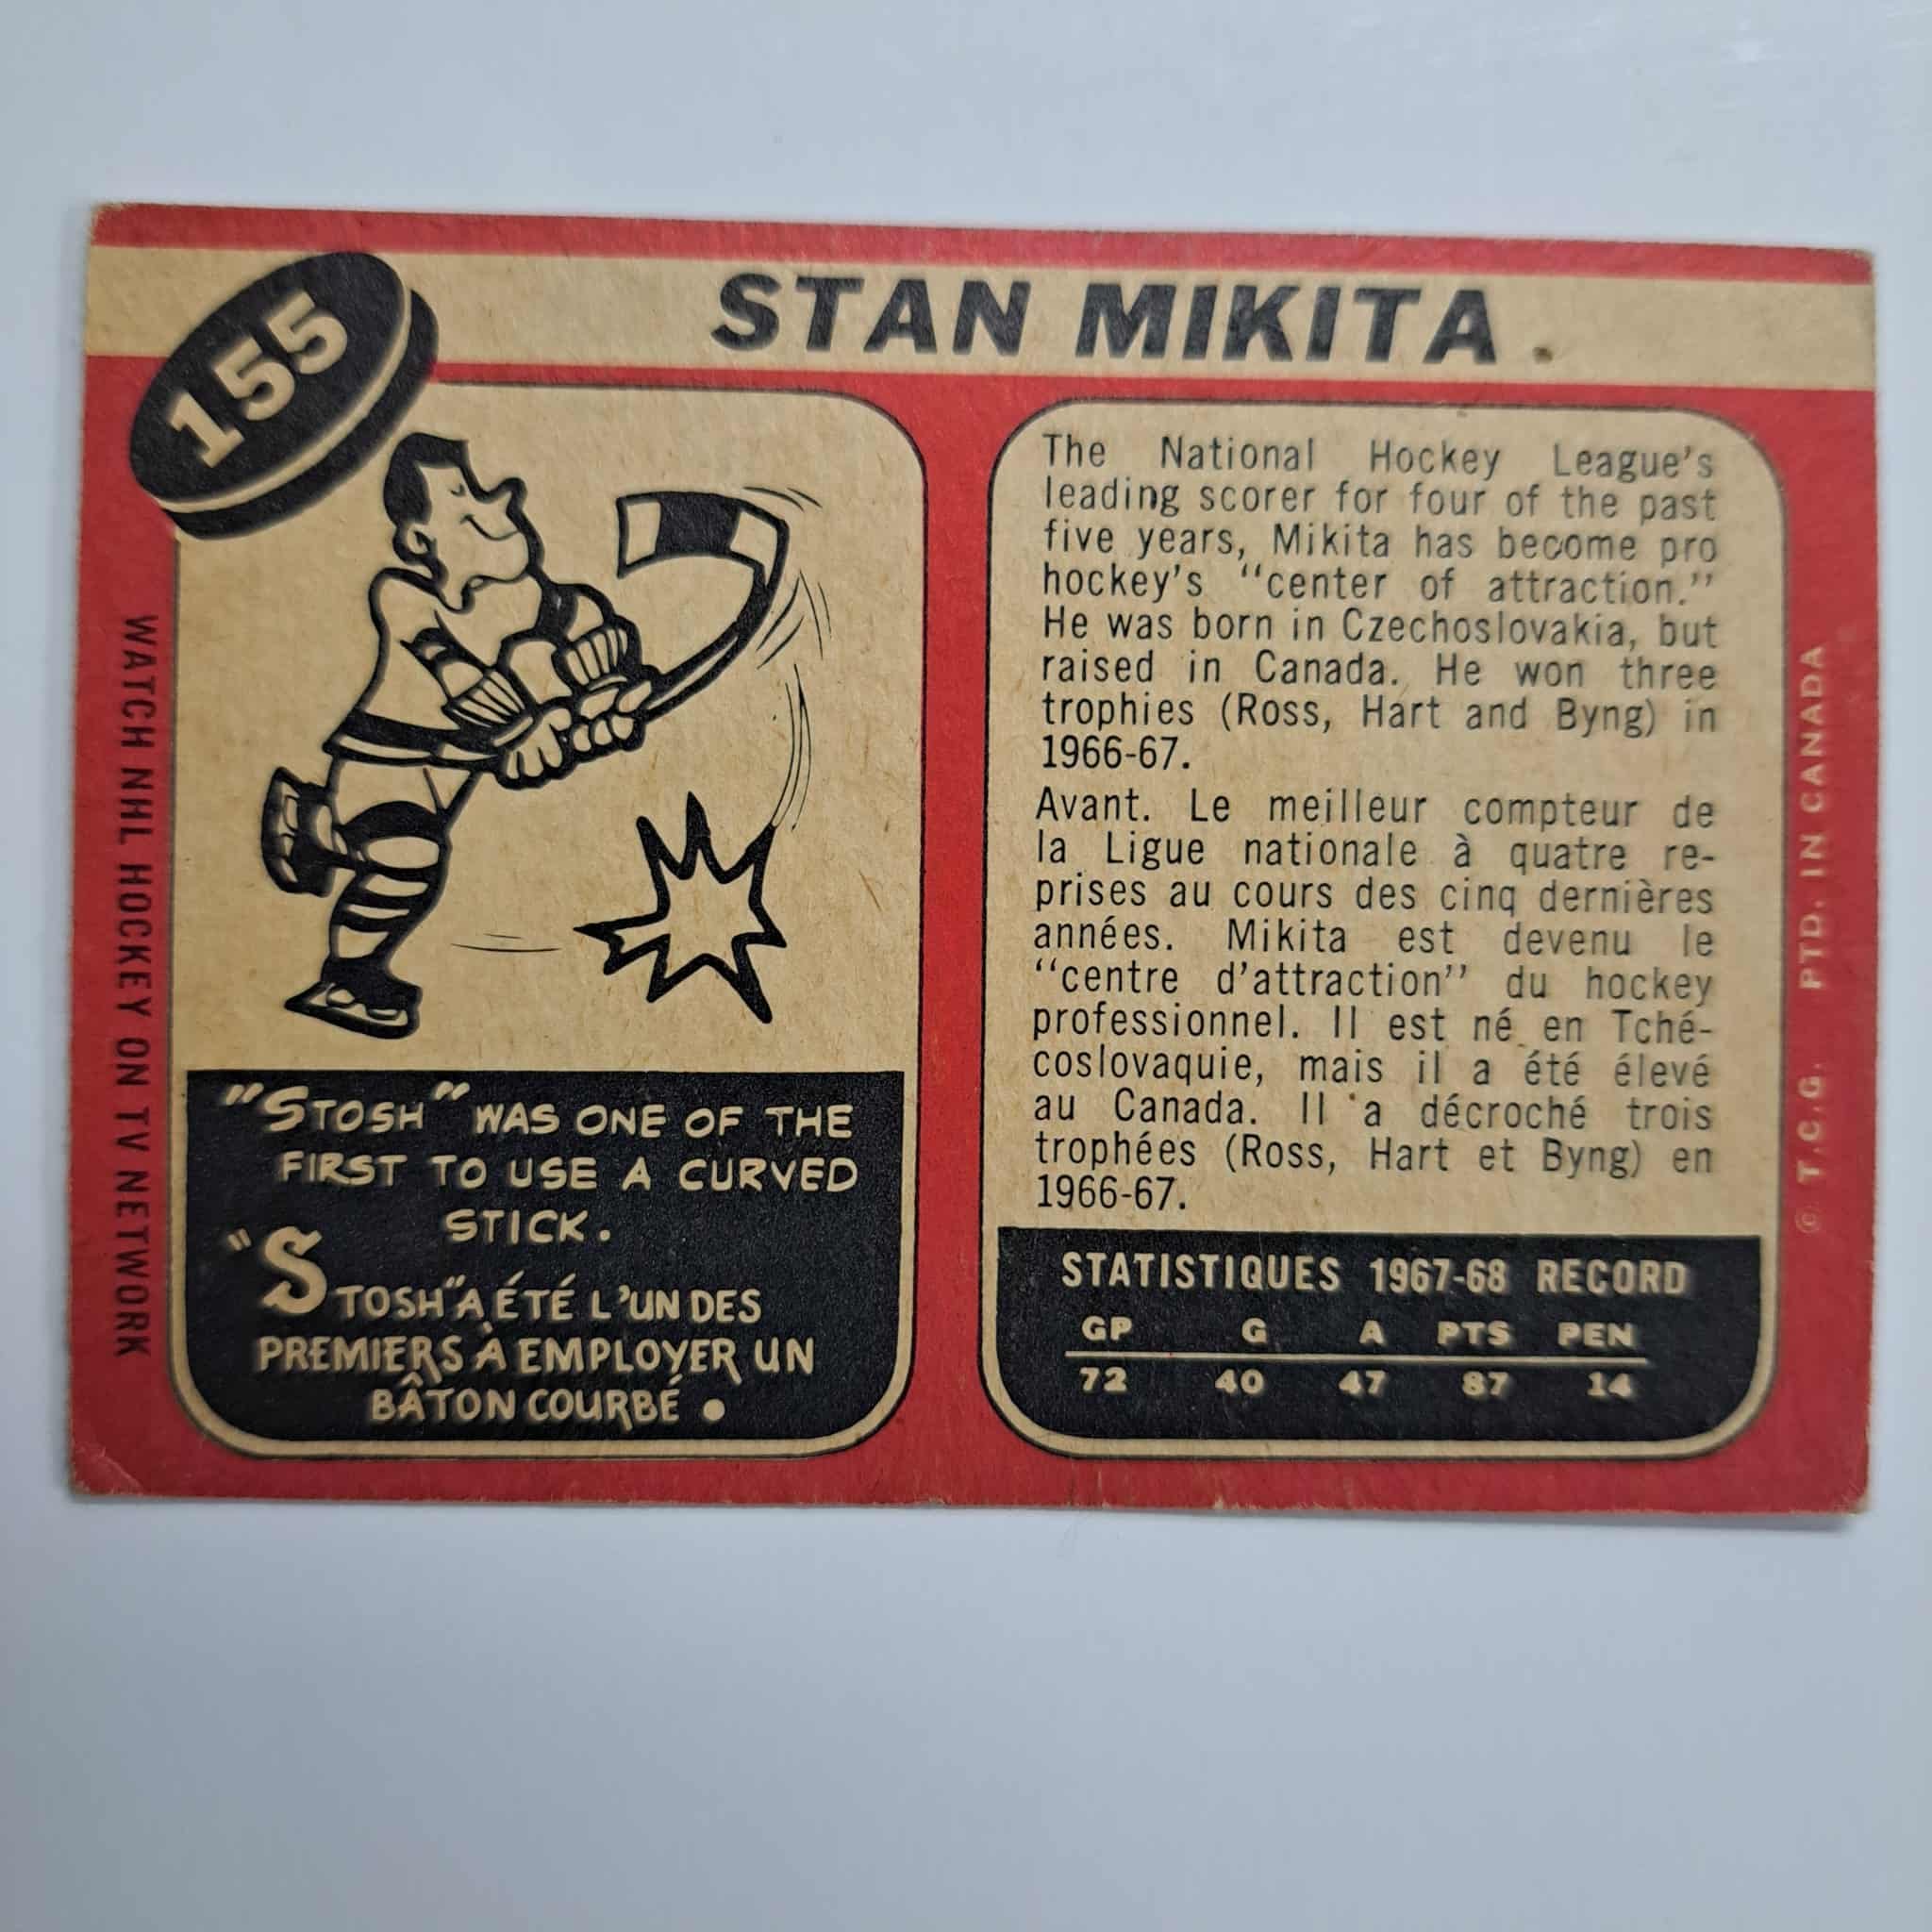 155
STAN MIKITA
WATCH NHL HOCKEY ON TV NETWORK
"STOSH" WAS ONE OF THE
FIRST TO USE A CURVED
STICK.
"STOSH" A ÉTÉ L'UN DES
PREMIERS À EMPLOYER UN
BÂTON COURBÉ •
The National Hockey League's
leading scorer for four of the past
five years, Mikita has become pro
hockey's "center of attraction."
He was born in Czechoslovakia, but
raised in Canada. He won three
trophies (Ross, Hart and Byng) in
1966-67.
Avant. Le meilleur compteur de
la Ligue nationale à quatre re-
prises au cours des cinq dernières
années. Mikita est devenu le
"centre d'attraction" du hockey
professionnel. Il est né en Tché-
coslovaquie, mais il a été élevé
au Canada. Il a décroché trois
trophées (Ross, Hart et Byng) en
1966-67.
STATISTIQUES 1967-68 RECORD
GP G A PTS PEN
72 40 47 87 14
© T.C.G. PTD. IN CANADA